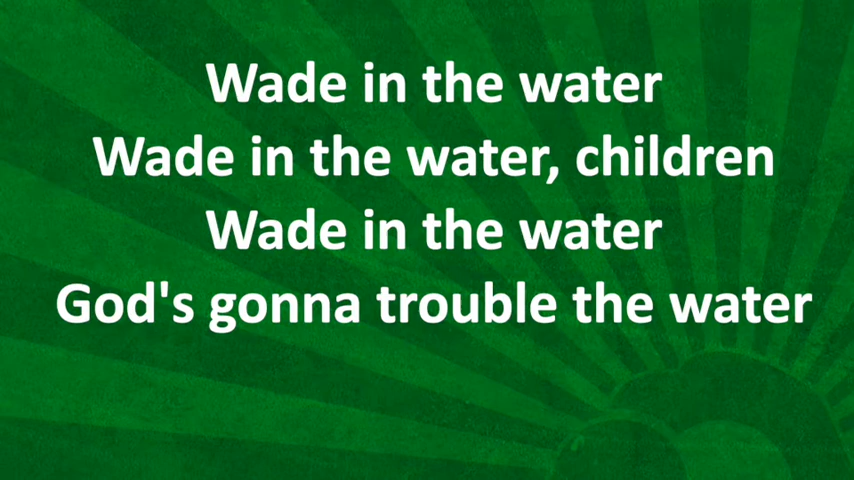 Wade in the water
Wade in the water, children
Wade in the water
God's gonna trouble the water